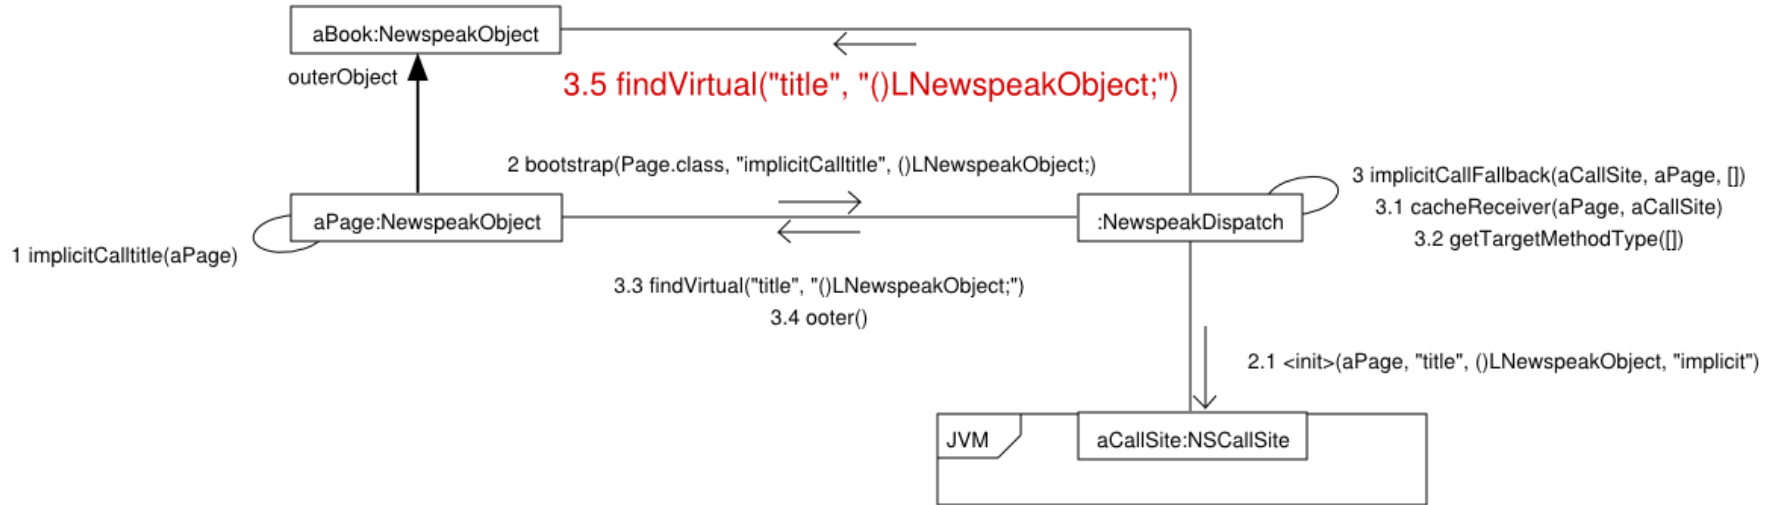 aBook:NewspeakObject
outerObject
3.5 findVirtual("title", "()LNewspeakObject;")
2 bootstrap(Page.class, "implicitCalltitle", ()LNewspeakObject;)
3 implicitCallFallback(aCallSite, aPage, [])
3.1 cacheReceiver(aPage, aCallSite)
3.2 getTargetMethodType([])
aPage:NewspeakObject
:NewspeakDispatch
1 implicitCalltitle(aPage)
3.3 findVirtual("title", "()LNewspeakObject;")
3.4 ooter()
2.1 <init>(aPage, "title", ()LNewspeakObject, "implicit")
JVM
aCallSite:NSCallSite